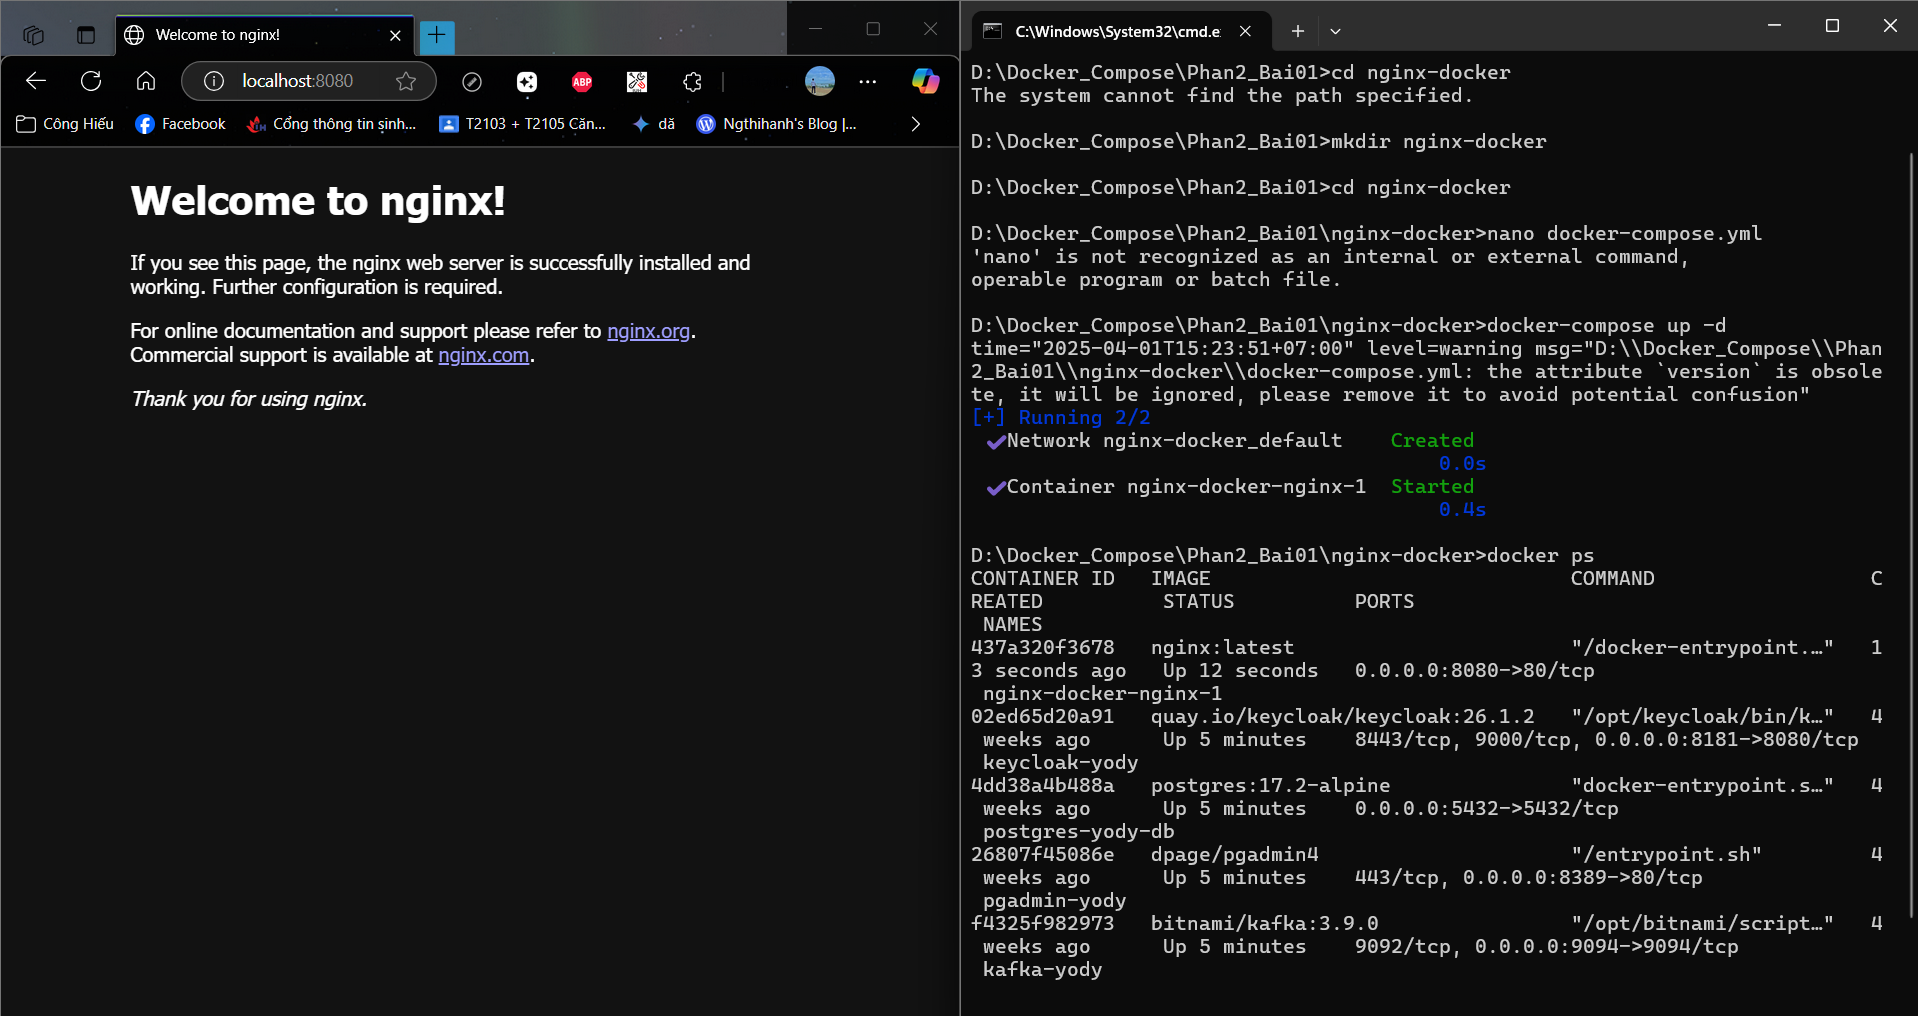 Welcome to nginx!
localhost:8080
ABP
Công Hiếu
Facebook
Cổng thông tin sinh...
T2103 + T2105 Căn...
dă
Ngthihanh's Blog |...
Welcome to nginx!
If you see this page, the nginx web server is successfully installed and
working. Further configuration is required.
For online documentation and support please refer to nginx.org.
Commercial support is available at nginx.com.
Thank you for using nginx.
C:\Windows\System32\cmd.e
D:\Docker_Compose\Phan2_Bai01>cd nginx-docker
The system cannot find the path specified.
D:\Docker_Compose\Phan2_Bai01>mkdir nginx-docker
D:\Docker_Compose\Phan2_Bai01>cd nginx-docker
D:\Docker_Compose\Phan2_Bai01\nginx-docker>nano docker-compose.yml
'nano' is not recognized as an internal or external command,
operable program or batch file.
D:\Docker_Compose\Phan2_Bai01\nginx-docker>docker-compose up -d
time="2025-04-01T15:23:51+07:00" level=warning msg="D:\\Docker_Compose\\Phan
2_Bai01\\nginx-docker\\docker-compose.yml: the attribute `version` is obsole
te, it will be ignored, please remove it to avoid potential confusion"
[+] Running 2/2
✔Network nginx-docker_default    Created
0.0s
✔Container nginx-docker-nginx-1  Started
0.4s
D:\Docker_Compose\Phan2_Bai01\nginx-docker>docker ps
CONTAINER ID   IMAGE                              COMMAND                  C
REATED          STATUS          PORTS
NAMES
437a320f3678   nginx:latest                       "/docker-entrypoint.…"   1
3 seconds ago   Up 12 seconds   0.0.0.0:8080->80/tcp
nginx-docker-nginx-1
02ed65d20a91   quay.io/keycloak/keycloak:26.1.2   "/opt/keycloak/bin/k…"   4
weeks ago      Up 5 minutes    8443/tcp, 9000/tcp, 0.0.0.0:8181->8080/tcp
keycloak-yody
4dd38a4b488a   postgres:17.2-alpine               "docker-entrypoint.s…"   4
weeks ago      Up 5 minutes    0.0.0.0:5432->5432/tcp
postgres-yody-db
26807f45086e   dpage/pgadmin4                     "/entrypoint.sh"         4
weeks ago      Up 5 minutes    443/tcp, 0.0.0.0:8389->80/tcp
pgadmin-yody
f4325f982973   bitnami/kafka:3.9.0                "/opt/bitnami/script…"   4
weeks ago      Up 5 minutes    9092/tcp, 0.0.0.0:9094->9094/tcp
kafka-yody